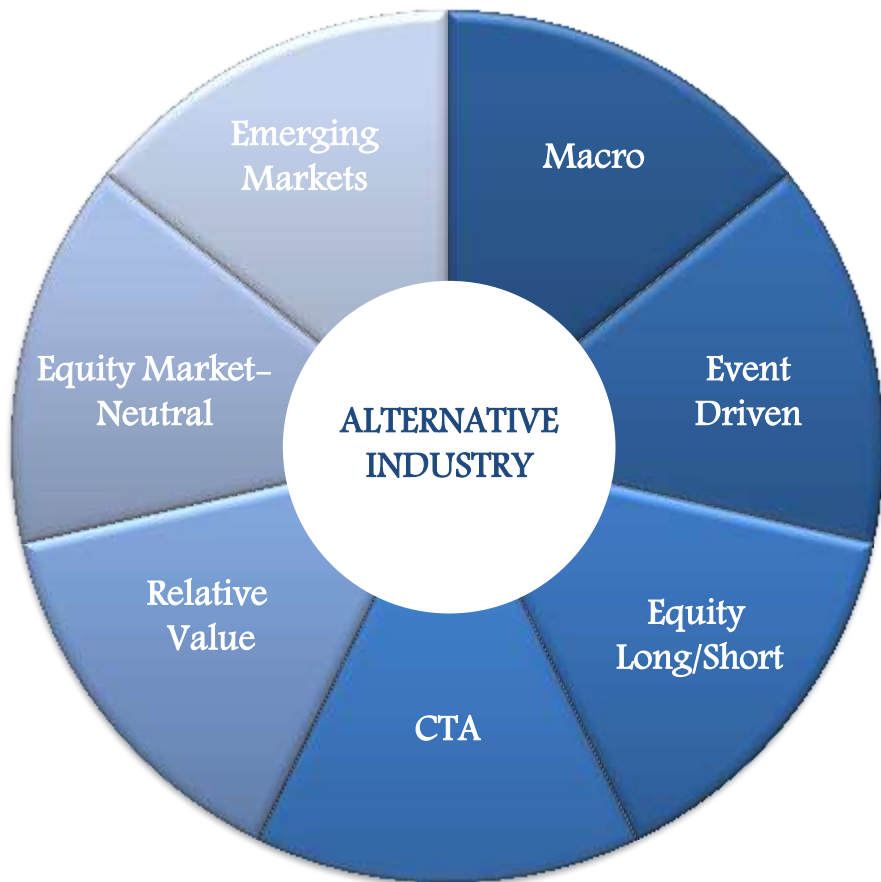 Emerging
Markets
Macro
Equity Market-
Neutral
Event
Driven
ALTERNATIVE
INDUSTRY
Relative
Value
Equity
Long/Short
CTA